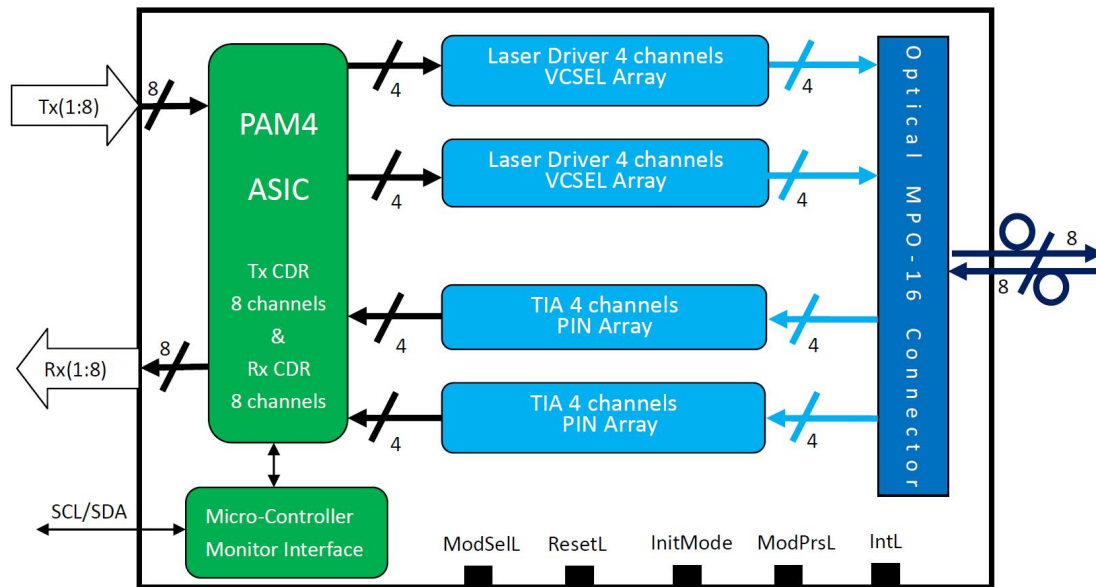 Tx(1:8)
8
PAM4
ASIC
Tx CDR
8 channels
&
Rx CDR
8 channels
4
Laser Driver 4 channels
VCSEL Array
4
4
Laser Driver 4 channels
VCSEL Array
4
Optical MPO-16 Connector
8
8
4
TIA 4 channels
PIN Array
4
Rx(1:8)
8
4
TIA 4 channels
PIN Array
4
SCL/SDA
Micro-Controller
Monitor Interface
ModSelL
ResetL
InitMode
ModPrsL
IntL